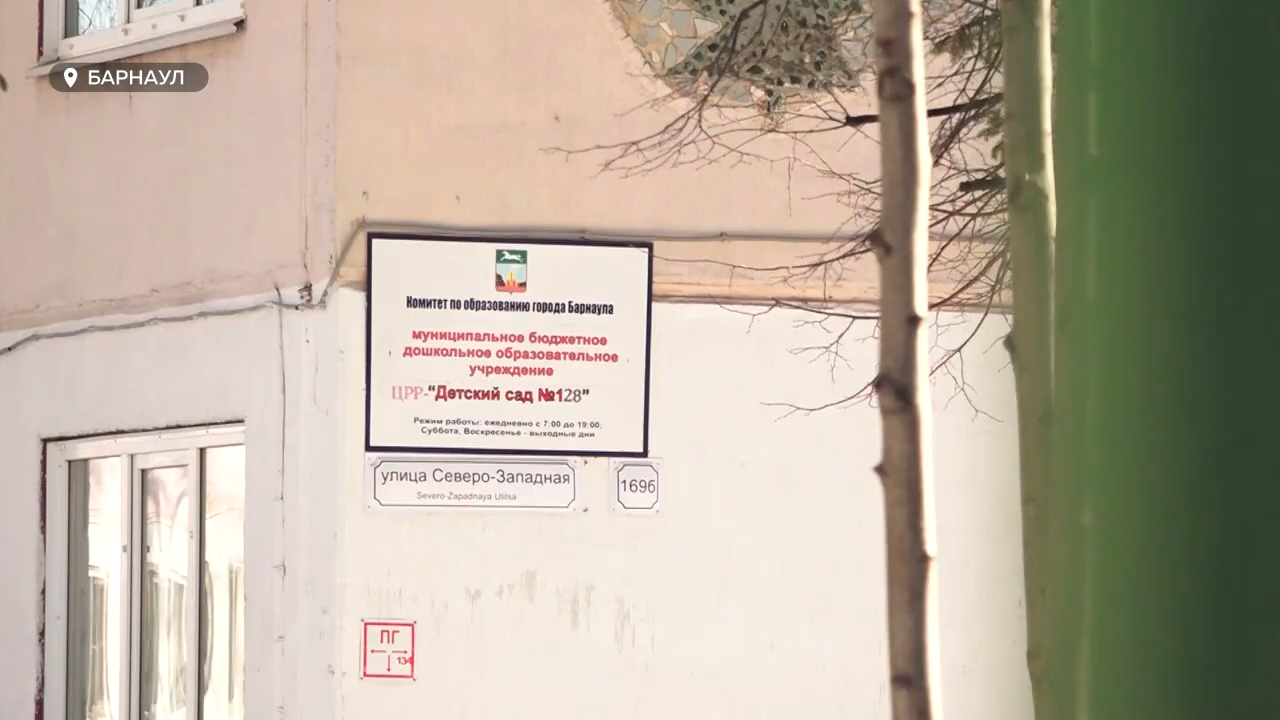 БАРНАУЛ
Комитет по образованию города Барнаула
муниципальное бюджетное
дошкольное образовательное
учреждение
ЦРР-“Детский сад №128”
Режим работы: ежедневно с 7:00 до 19:00;
Суббота, Воскресенье - выходные дни
улица Северо-Западная
Severo-Zapadnaya Ulitsa
169б
ПГ
134